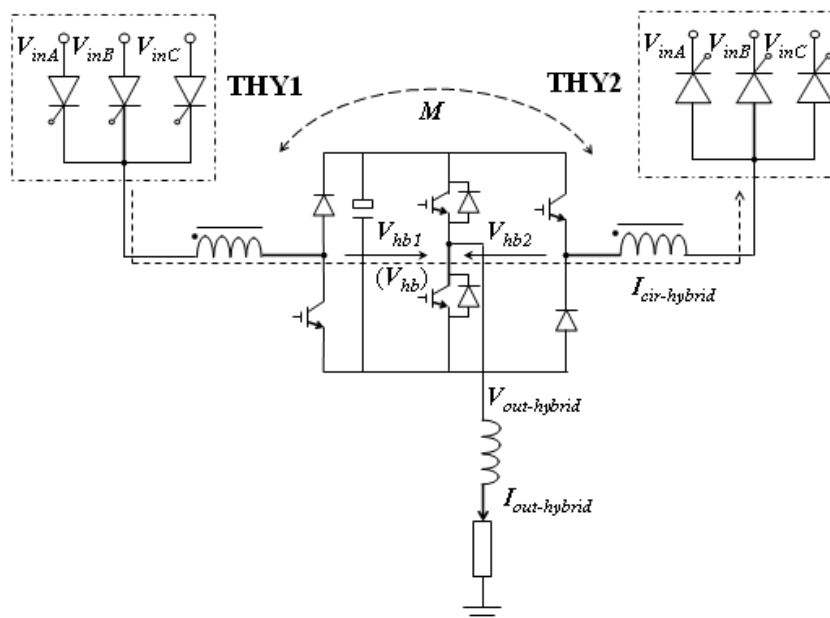 V_inA V_inB V_inC
THY1
V_inA V_inB V_inC
THY2
M
V_hb1
(V_hb)
V_hb2
I_cir-hybrid
V_out-hybrid
I_out-hybrid